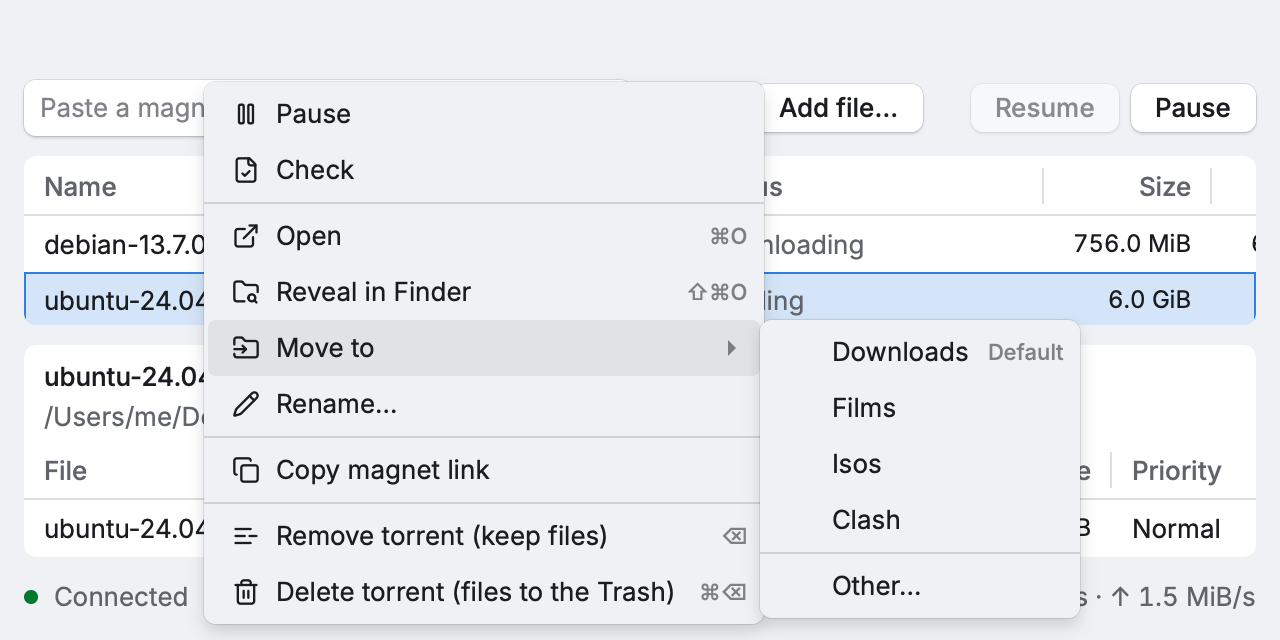 Paste a magn
Add file...
Resume
Pause
Name
Size
debian-13.7.0
nloading
756.0 MiB
ubuntu-24.04
ling
6.0 GiB
Pause
Check
Open ⌘O
Reveal in Finder ⇧⌘O
Move to
Rename...
Copy magnet link
Remove torrent (keep files) ⌫
Delete torrent (files to the Trash) ⌘⌫
Downloads Default
Films
Isos
Clash
Other...
ubuntu-24.04
/Users/me/Do
File
Priority
ubuntu-24.04
Normal
Connected
s · ↑ 1.5 MiB/s